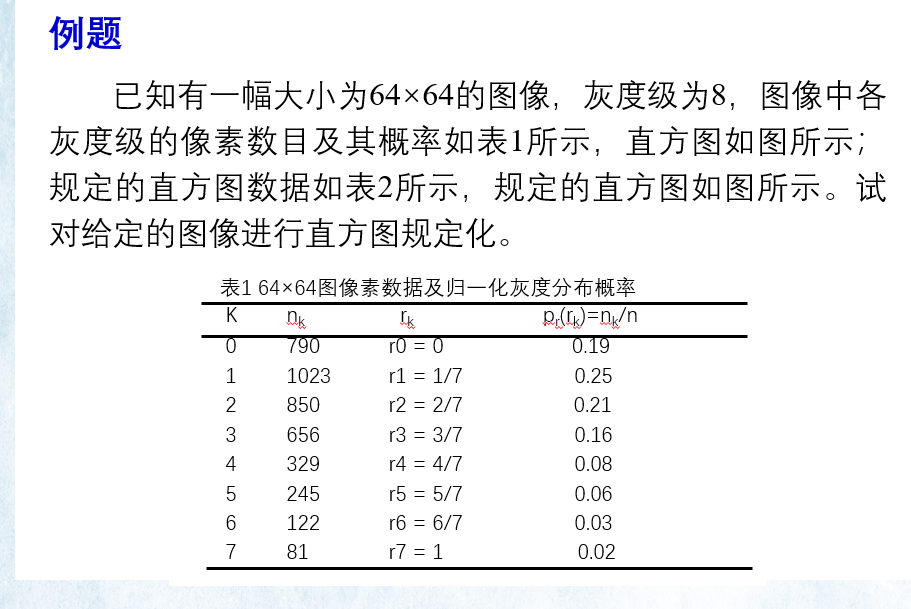 例题
已知有一幅大小为64×64的图像，灰度级为8，图像中各
灰度级的像素数目及其概率如表1所示，直方图如图所示；
规定的直方图数据如表2所示，规定的直方图如图所示。试
对给定的图像进行直方图规定化。
表1 64×64图像素数据及归一化灰度分布概率
K nk rk pr(rk)=nk/n
0 790 r0 = 0 0.19
1 1023 r1 = 1/7 0.25
2 850 r2 = 2/7 0.21
3 656 r3 = 3/7 0.16
4 329 r4 = 4/7 0.08
5 245 r5 = 5/7 0.06
6 122 r6 = 6/7 0.03
7 81 r7 = 1 0.02